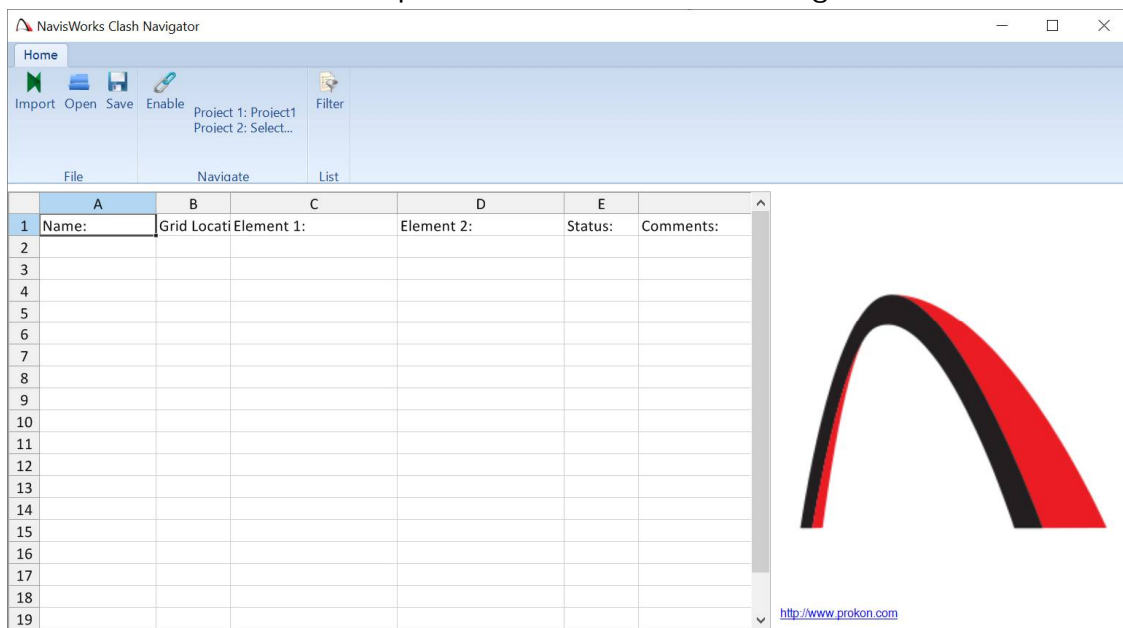 NavisWorks Clash Navigator
Home
Import Open Save Enable Filter
Project 1: Project1
Project 2: Select...
File Navigate List
A B C D E
1 Name: Grid Locati Element 1: Element 2: Status: Comments:
2
3
4
5
6
7
8
9
10
11
12
13
14
15
16
17
18
19
http://www.prokon.com